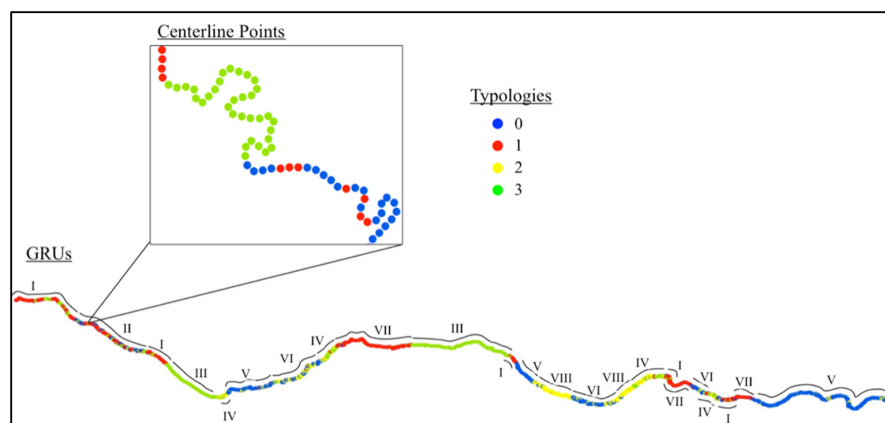 Centerline Points
Typologies
0
1
2
3
GRUs
I
II
I
III
IV
V
VI
IV
VII
III
I
V
VIII
VI
VIII
IV
I
VII
VI
IV
I
VII
V